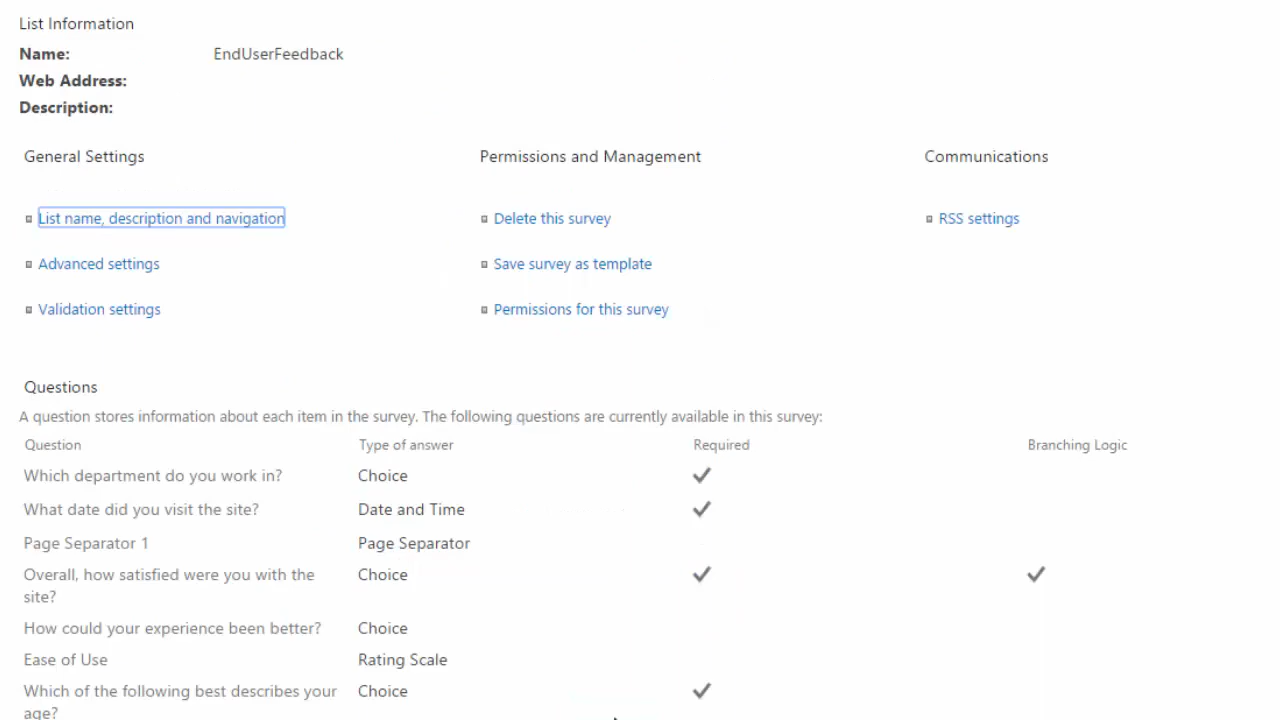 List Information
Name: EndUserFeedback
Web Address:
Description:
General Settings Permissions and Management Communications
List name, description and navigation Delete this survey RSS settings
Advanced settings Save survey as template
Validation settings Permissions for this survey
Questions
A question stores information about each item in the survey. The following questions are currently available in this survey:
Question Type of answer Required Branching Logic
Which department do you work in? Choice
What date did you visit the site? Date and Time
Page Separator 1 Page Separator
Overall, how satisfied were you with the Choice
site?
How could your experience been better? Choice
Ease of Use Rating Scale
Which of the following best describes your Choice
age?